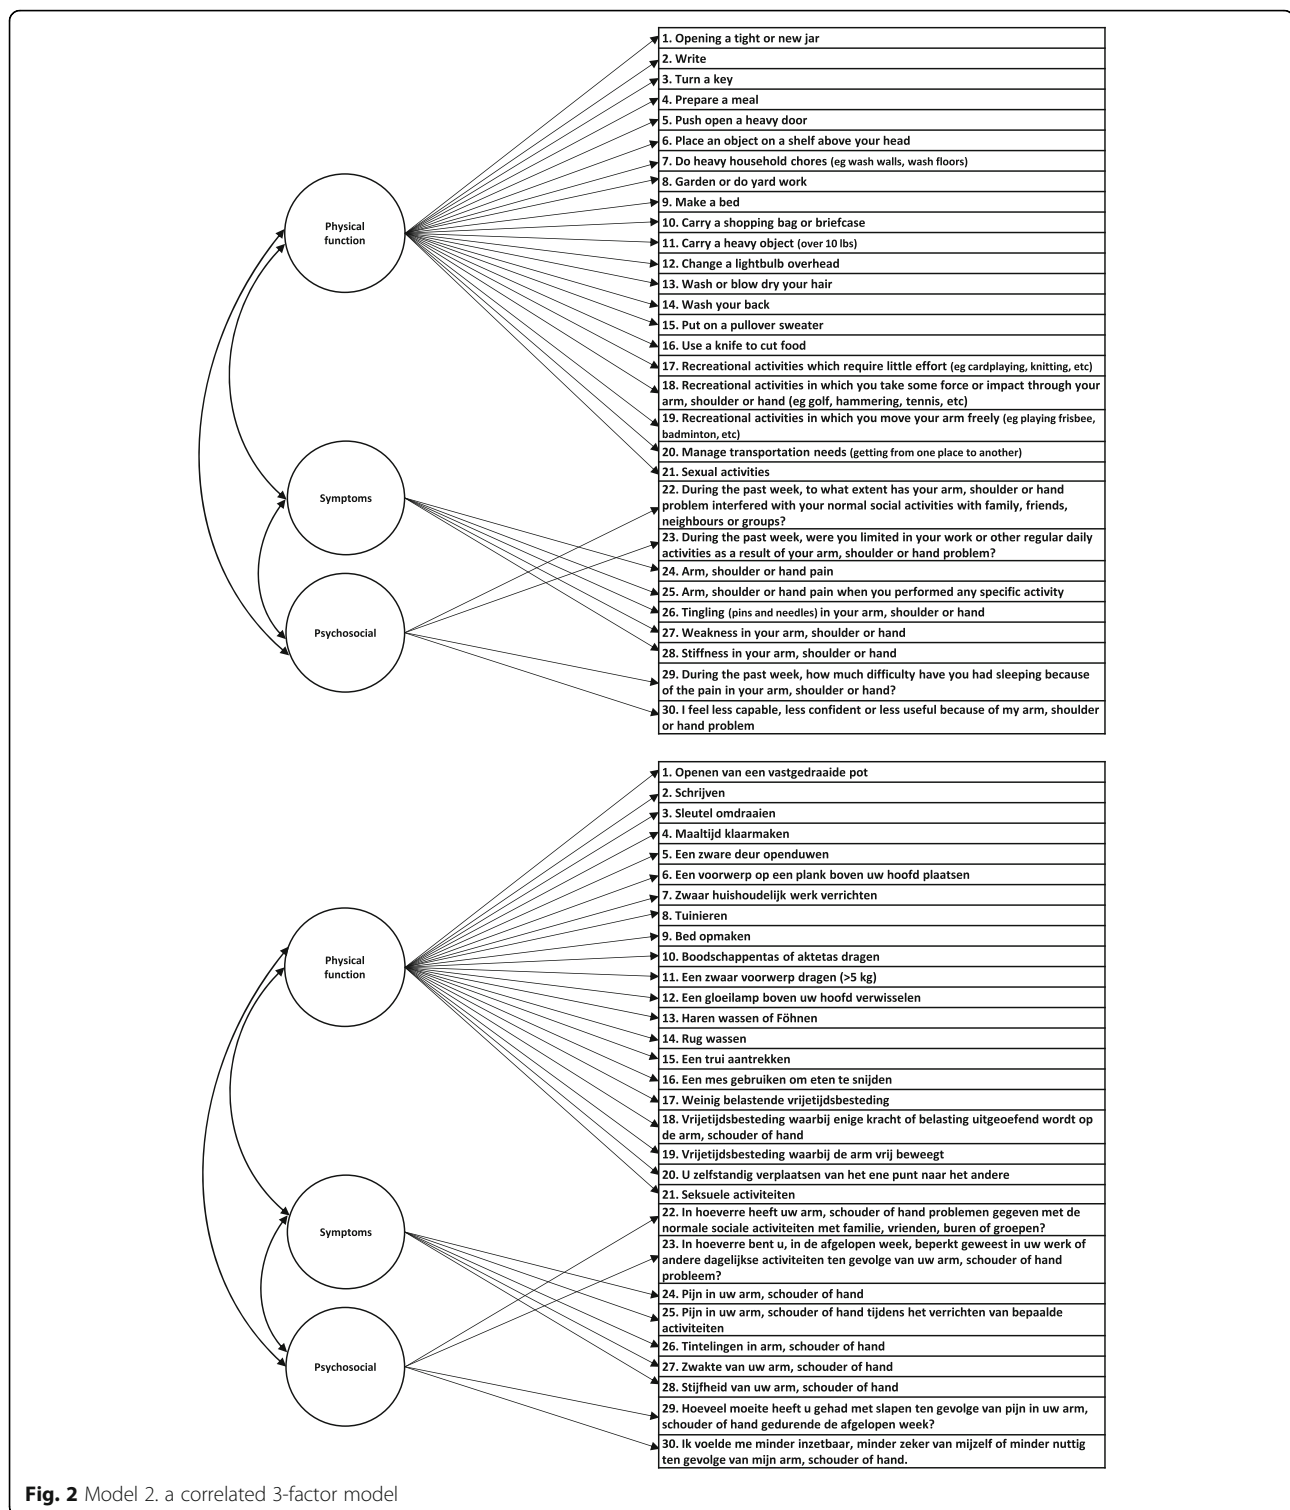 1. Opening a tight or new jar
2. Write
3. Turn a key
4. Prepare a meal
5. Push open a heavy door
6. Place an object on a shelf above your head
7. Do heavy household chores (eg wash walls, wash floors)
8. Garden or do yard work
9. Make a bed
10. Carry a shopping bag or briefcase
11. Carry a heavy object (over 10 lbs)
12. Change a lightbulb overhead
13. Wash or blow dry your hair
14. Wash your back
15. Put on a pullover sweater
16. Use a knife to cut food
17. Recreational activities which require little effort (eg cardplaying, knitting, etc)
18. Recreational activities in which you take some force or impact through your
arm, shoulder or hand (eg golf, hammering, tennis, etc)
19. Recreational activities in which you move your arm freely (eg playing frisbee,
badminton, etc)
20. Manage transportation needs (getting from one place to another)
21. Sexual activities
22. During the past week, to what extent has your arm, shoulder or hand
problem interfered with your normal social activities with family, friends,
neighbours or groups?
23. During the past week, were you limited in your work or other regular daily
activities as a result of your arm, shoulder or hand problem?
24. Arm, shoulder or hand pain
25. Arm, shoulder or hand pain when you performed any specific activity
26. Tingling (pins and needles) in your arm, shoulder or hand
27. Weakness in your arm, shoulder or hand
28. Stiffness in your arm, shoulder or hand
29. During the past week, how much difficulty have you had sleeping because
of the pain in your arm, shoulder or hand?
30. I feel less capable, less confident or less useful because of my arm, shoulder
or hand problem
Physical
function
Symptoms
Psychosocial
1. Openen van een vastgedraaide pot
2. Schrijven
3. Sleutel omdraaien
4. Maaltijd klaarmaken
5. Een zware deur openduwen
6. Een voorwerp op een plank boven uw hoofd plaatsen
7. Zwaar huishoudelijk werk verrichten
8. Tuinieren
9. Bed opmaken
10. Boodschappentas of aktetas dragen
11. Een zwaar voorwerp dragen (>5 kg)
12. Een gloeilamp boven uw hoofd verwisselen
13. Haren wassen of Föhnen
14. Rug wassen
15. Een trui aantrekken
16. Een mes gebruiken om eten te snijden
17. Weinig belastende vrijetijdsbesteding
18. Vrijetijdsbesteding waarbij enige kracht of belasting uitgeoefend wordt op
de arm, schouder of hand
19. Vrijetijdsbesteding waarbij de arm vrij beweegt
20. U zelfstandig verplaatsen van het ene punt naar het andere
21. Seksuele activiteiten
22. In hoeverre heeft uw arm, schouder of hand problemen gegeven met de
normale sociale activiteiten met familie, vrienden, buren of groepen?
23. In hoeverre bent u, in de afgelopen week, beperkt geweest in uw werk of
andere dagelijkse activiteiten ten gevolge van uw arm, schouder of hand
probleem?
24. Pijn in uw arm, schouder of hand
25. Pijn in uw arm, schouder of hand tijdens het verrichten van bepaalde
activiteiten
26. Tintelingen in arm, schouder of hand
27. Zwakte van uw arm, schouder of hand
28. Stijfheid van uw arm, schouder of hand
29. Hoeveel moeite heeft u gehad met slapen ten gevolge van pijn in uw arm,
schouder of hand gedurende de afgelopen week?
30. Ik voelde me minder inzetbaar, minder zeker van mijzelf of minder nuttig
ten gevolge van mijn arm, schouder of hand.
Physical
function
Symptoms
Psychosocial
Fig. 2 Model 2. a correlated 3-factor model